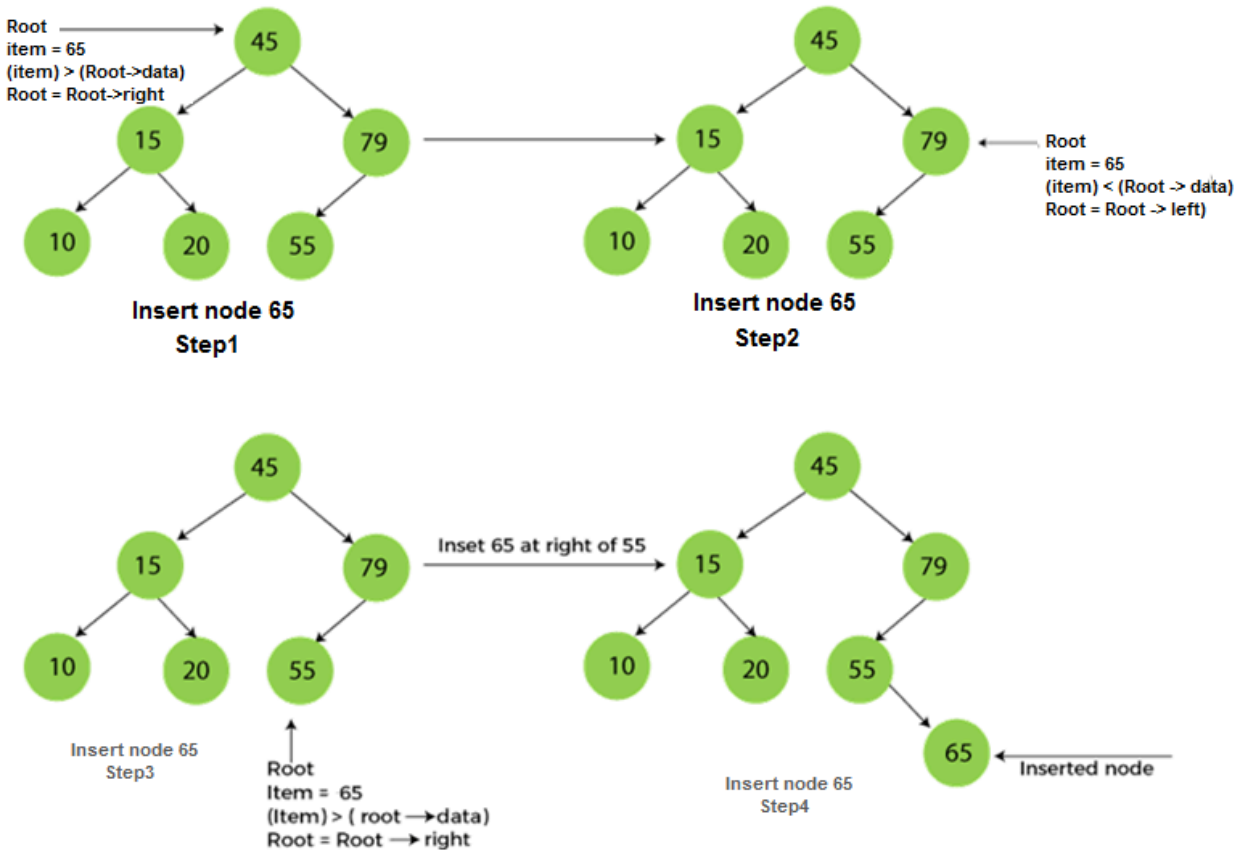 Root
item = 65
(item) > (Root->data)
Root = Root->right
45
15
79
10
20
55
Insert node 65
Step1
45
15
79
10
20
55
Root
item = 65
(item) < (Root -> data)
Root = Root -> left)
Insert node 65
Step2
45
15
79
10
20
55
Insert node 65
Step3
Root
Item = 65
(Item) > ( root → data)
Root = Root → right
Inset 65 at right of 55
45
15
79
10
20
55
65
Inserted node
Insert node 65
Step4